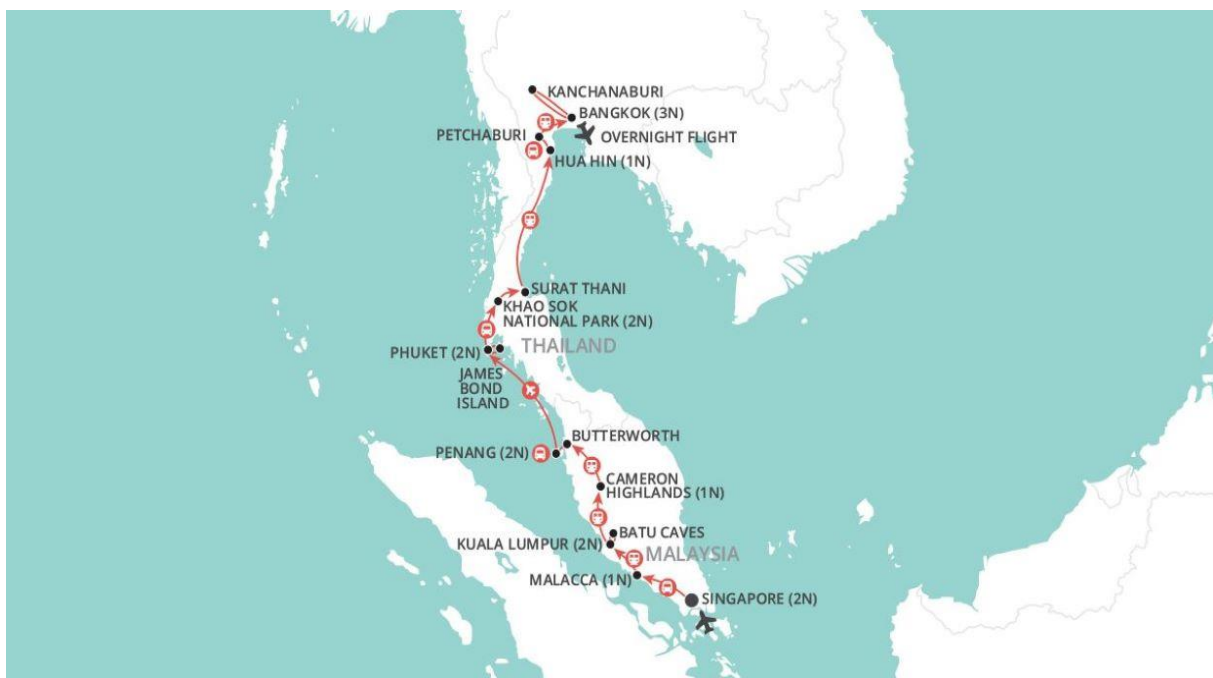 KANCHANABURI
BANGKOK (3N)
PETCHABURI
OVERNIGHT FLIGHT
HUA HIN (1N)
SURAT THANI
KHAO SOK
NATIONAL PARK (2N)
THAILAND
PHUKET (2N)
JAMES
BOND
ISLAND
BUTTERWORTH
PENANG (2N)
CAMERON
HIGHLANDS (1N)
BATU CAVES
KUALA LUMPUR (2N)
MALAYSIA
MALACCA (1N)
SINGAPORE (2N)